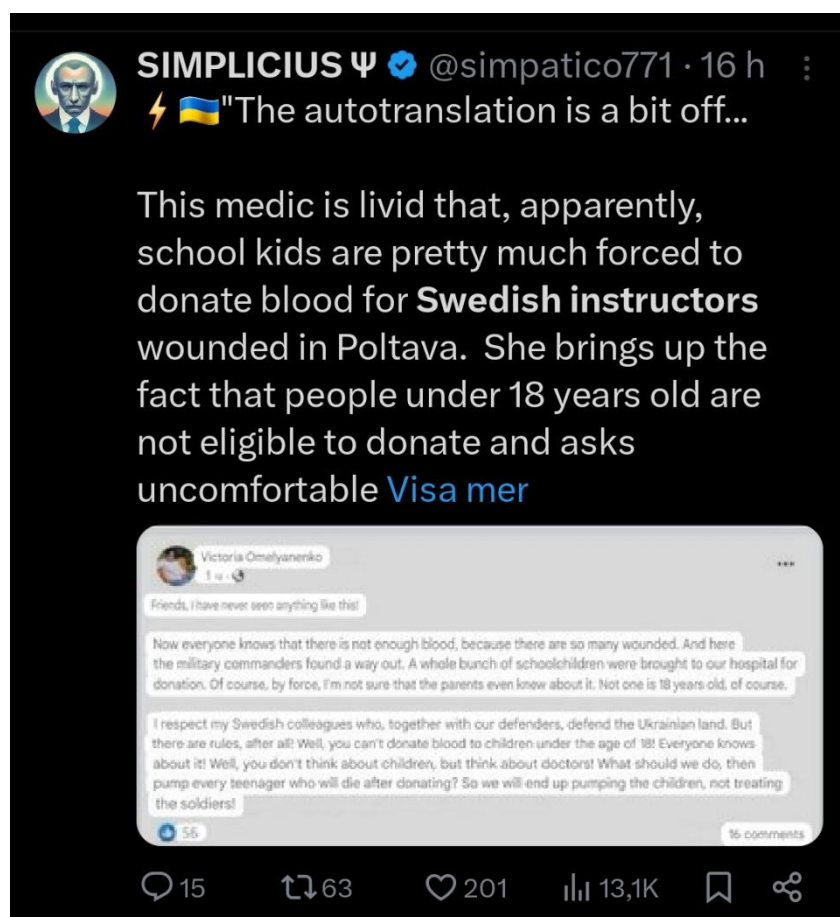 SIMPLICIUS Ψ @simpatico771 · 16 h
⚡🇺🇦"The autotranslation is a bit off...
This medic is livid that, apparently,
school kids are pretty much forced to
donate blood for Swedish instructors
wounded in Poltava. She brings up the
fact that people under 18 years old are
not eligible to donate and asks
uncomfortable Visa mer
Victoria Omelyanenko
1 ч ·
Friends, I have never seen anything like this!
Now everyone knows that there is not enough blood, because there are so many wounded. And here
the military commanders found a way out. A whole bunch of schoolchildren were brought to our hospital for
donation. Of course, by force, I'm not sure that the parents even knew about it. Not one is 18 years old, of course.
I respect my Swedish colleagues who, together with our defenders, defend the Ukrainian land. But
there are rules, after all! Well, you can't donate blood to children under the age of 18! Everyone knows
about it! Well, you don't think about children, but think about doctors! What should we do, then
pump every teenager who will die after donating? So we will end up pumping the children, not treating
the soldiers!
56
16 comments
15 63 201 13,1K